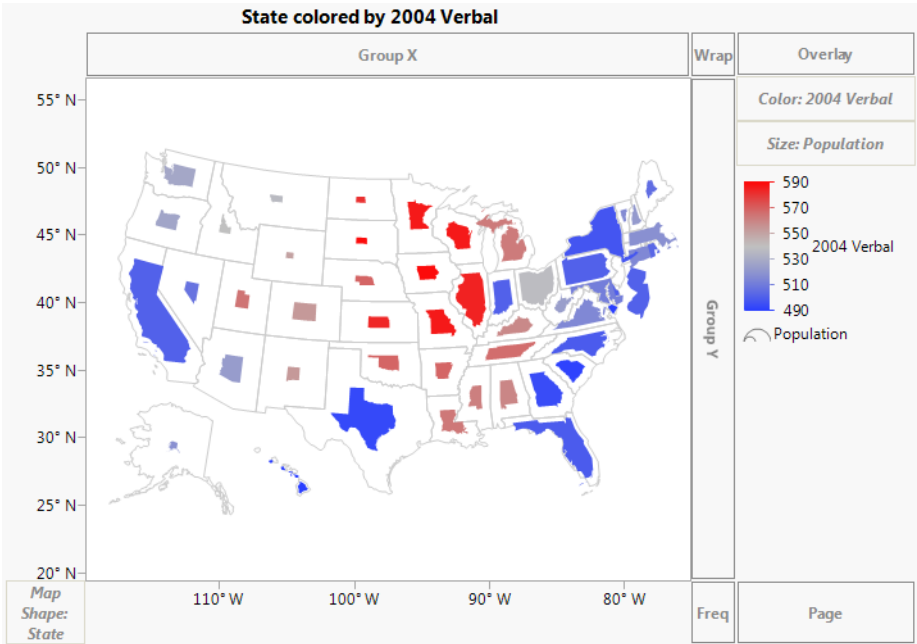 State colored by 2004 Verbal
Group X
Wrap
Overlay
Color: 2004 Verbal
Size: Population
590
570
550
530
490
2004 Verbal
Population
55° N
50° N
45° N
40° N
35° N
30° N
25° N
20° N
Group Y
110° W
100° W
90° W
80° W
Map
Shape:
State
Freq
Page